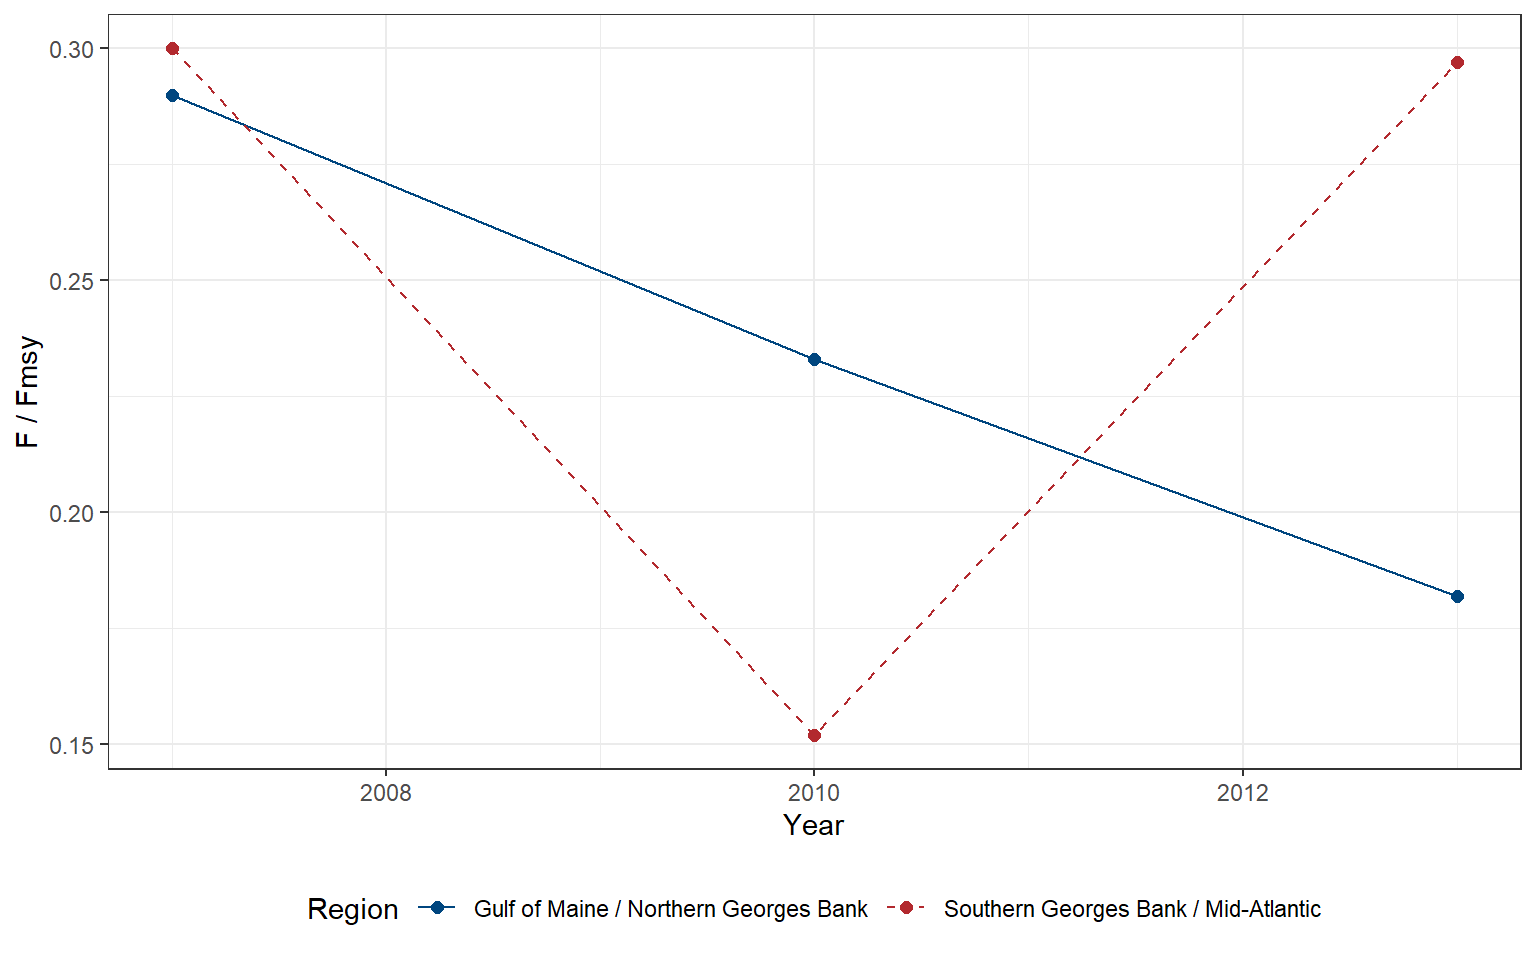 0.30
0.25
0.20
0.15
F / Fmsy
2008 2010 2012
Year
Region Gulf of Maine / Northern Georges Bank Southern Georges Bank / Mid-Atlantic